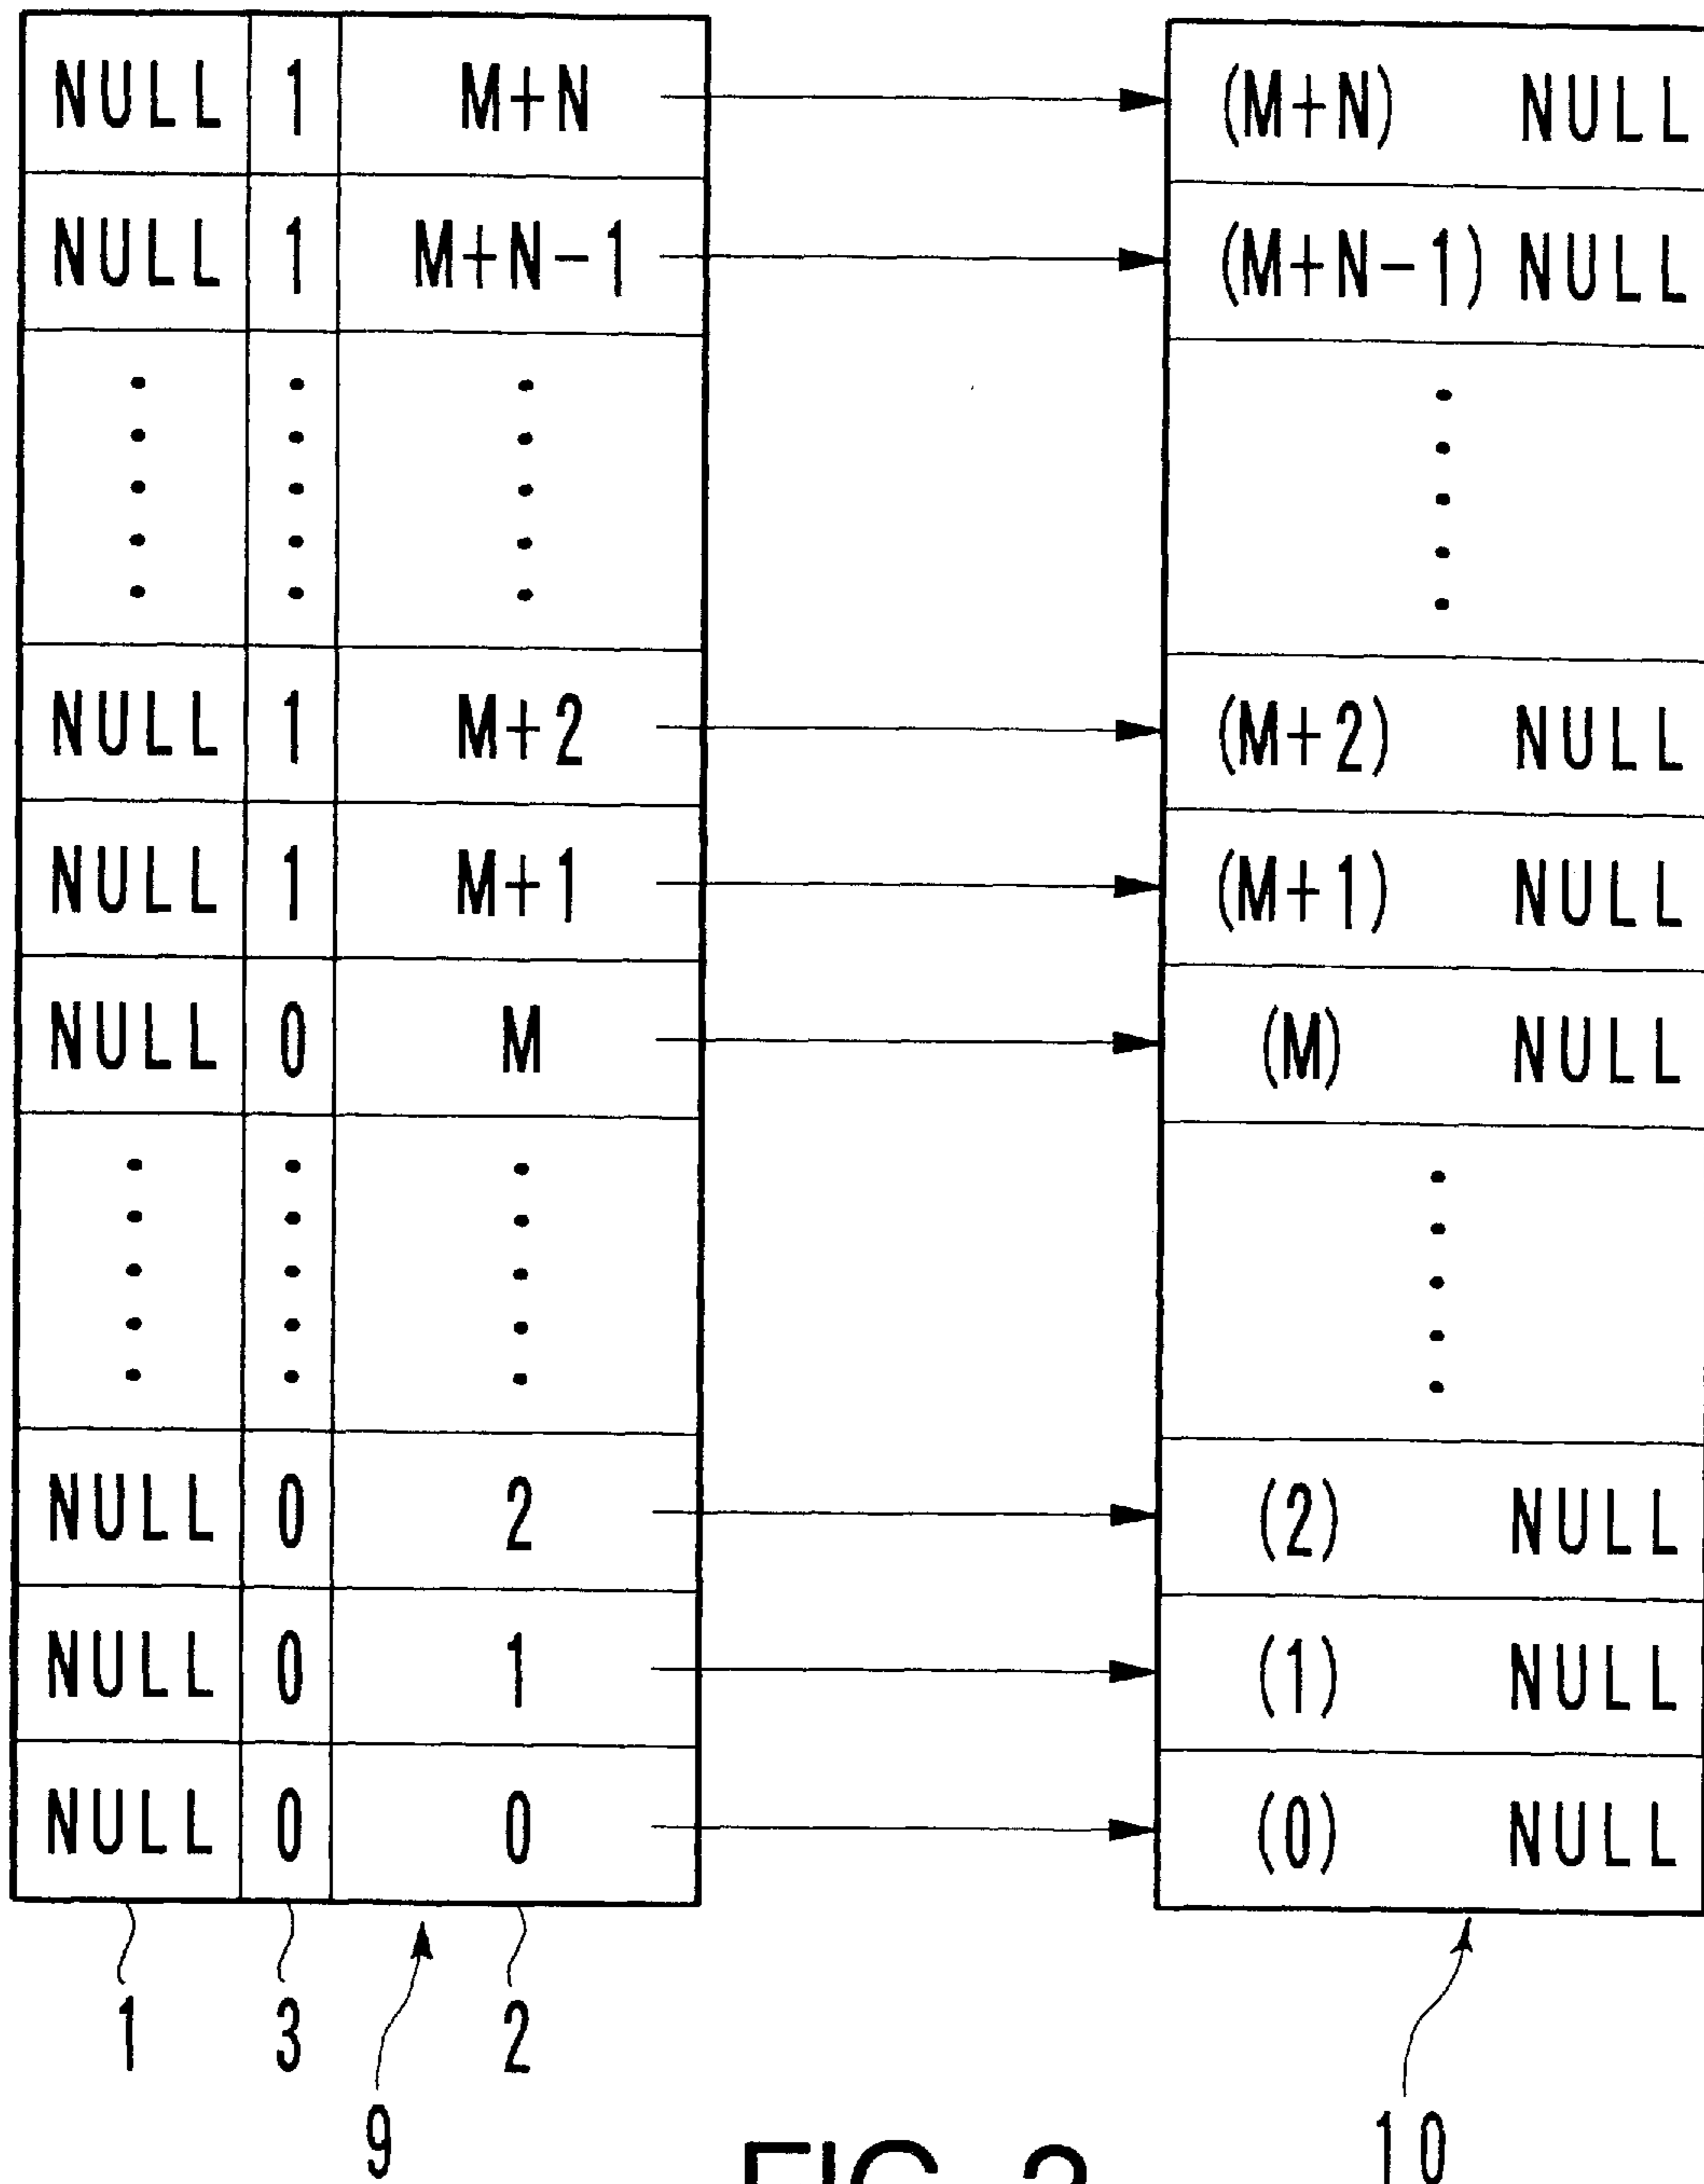 NULL 1 M+N (M+N) NULL
NULL 1 M+N-1 (M+N-1) NULL
NULL 1 M+2 (M+2) NULL
NULL 1 M+1 (M+1) NULL
NULL 0 M (M) NULL
NULL 0 2 (2) NULL
NULL 0 1 (1) NULL
NULL 0 0 (0) NULL
1 3 2
9 10